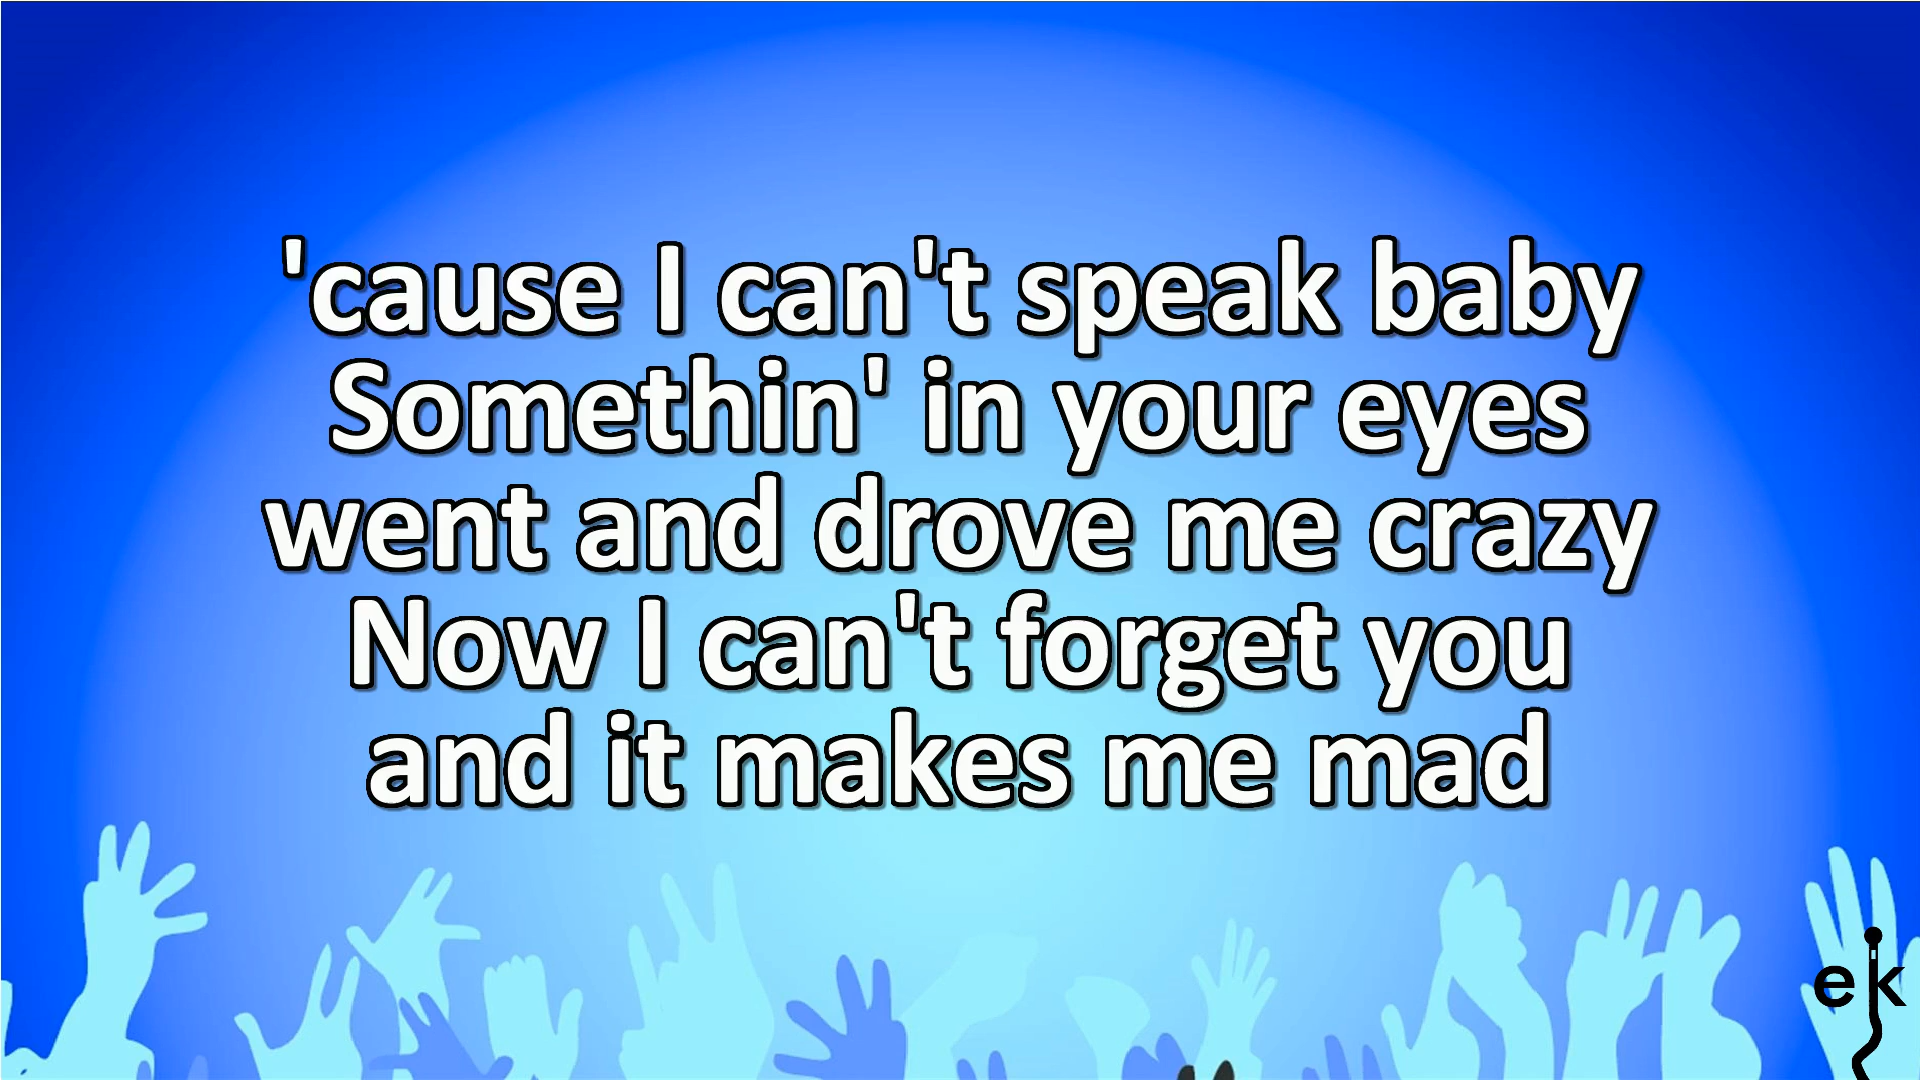 'cause I can't speak baby
Somethin' in your eyes
went and drove me crazy
Now I can't forget you
and it makes me mad
ek